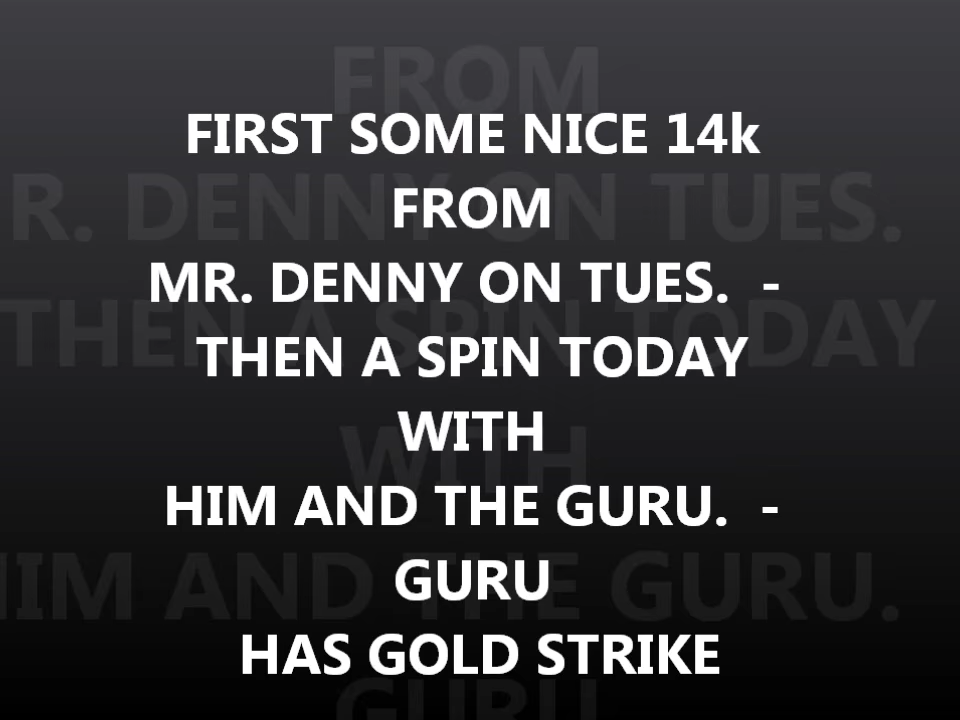 FIRST SOME NICE 14k
FROM
MR. DENNY ON TUES.  -
THEN A SPIN TODAY
WITH
HIM AND THE GURU.  -
GURU
HAS GOLD STRIKE